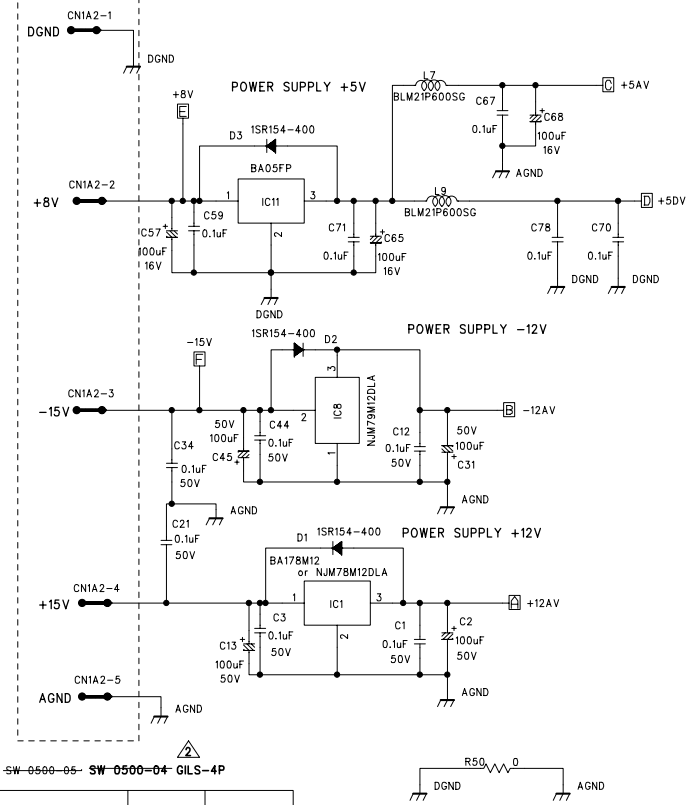 CN1A2-1
DGND
DGND
POWER SUPPLY +5V
L7
BLM21P600SG
C +5AV
+8V
E
C67
0.1uF
+
C68
100uF
16V
AGND
D3
1SR154-400
BA05FP
CN1A2-2
+8V
1
IC11
3
2
L9
BLM21P600SG
D +5DV
+
C57
100uF
16V
C59
0.1uF
C71
0.1uF
+
C65
100uF
16V
C78
0.1uF
C70
0.1uF
DGND
DGND
DGND
POWER SUPPLY -12V
-15V
F
1SR154-400
D2
3
CN1A2-3
-15V
2
IC8
1
NJM79M12DLA
B -12AV
50V
100uF
C45
+
C44
0.1uF
50V
C12
0.1uF
50V
50V
100uF
+
C31
C34
0.1uF
50V
AGND
AGND
C21
0.1uF
50V
POWER SUPPLY +12V
D1
1SR154-400
BA178M12
or NJM78M12DLA
CN1A2-4
+15V
1
IC1
3
2
A +12AV
C13
+
100uF
50V
C3
0.1uF
50V
C1
0.1uF
50V
+
C2
100uF
50V
CN1A2-5
AGND
AGND
AGND
2
SW 0500-05 SW 0500-04 GILS-4P
R50 0
DGND
AGND